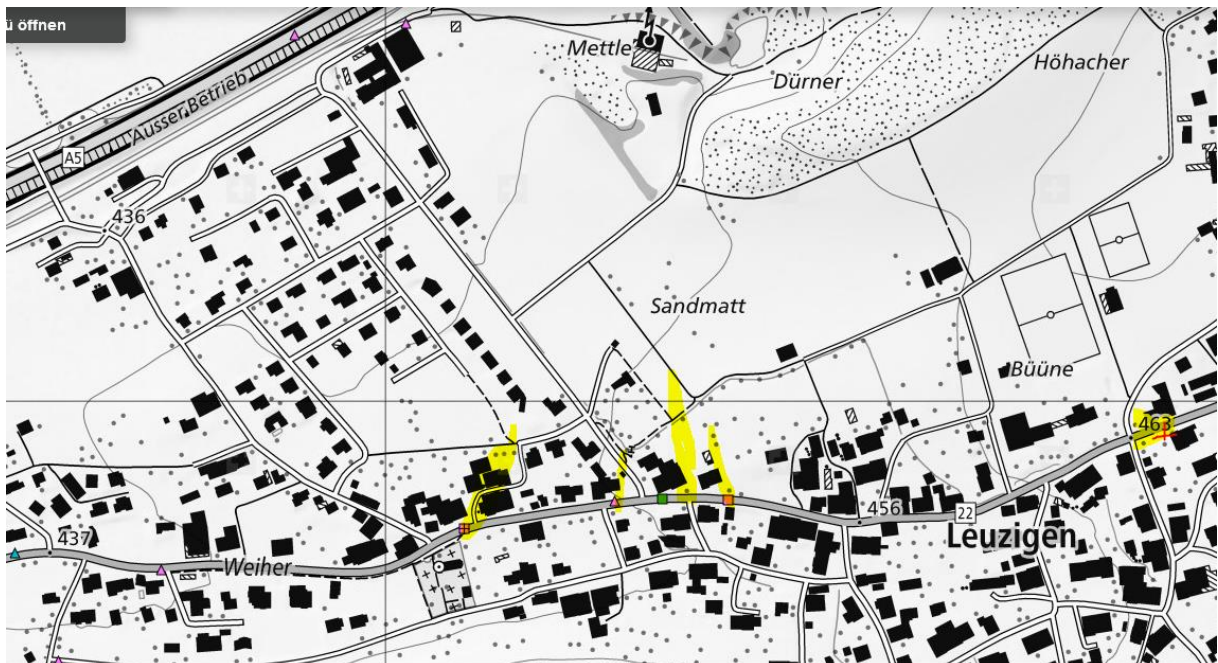 ü öffnen
Mettle
Dürner
Höhacher
Ausser Betrieb
A5
436
Sandmatt
Büüne
463
456
22
Leuzigen
437
Weiher